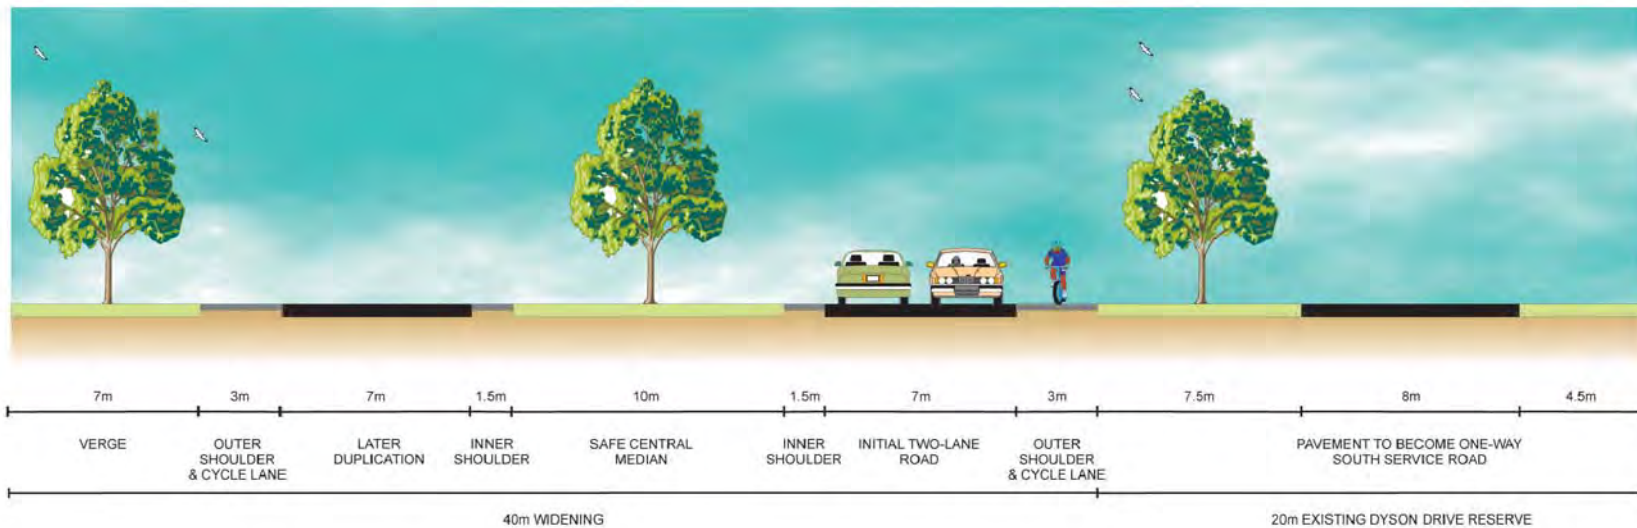 7m 3m 7m 1.5m 10m 1.5m 7m 3m 7.5m 8m 4.5m
VERGE
OUTER
SHOULDER
& CYCLE LANE
LATER
DUPLICATION
INNER
SHOULDER
SAFE CENTRAL
MEDIAN
INNER
SHOULDER
INITIAL TWO-LANE
ROAD
OUTER
SHOULDER
& CYCLE LANE
PAVEMENT TO BECOME ONE-WAY
SOUTH SERVICE ROAD
40m WIDENING
20m EXISTING DYSON DRIVE RESERVE